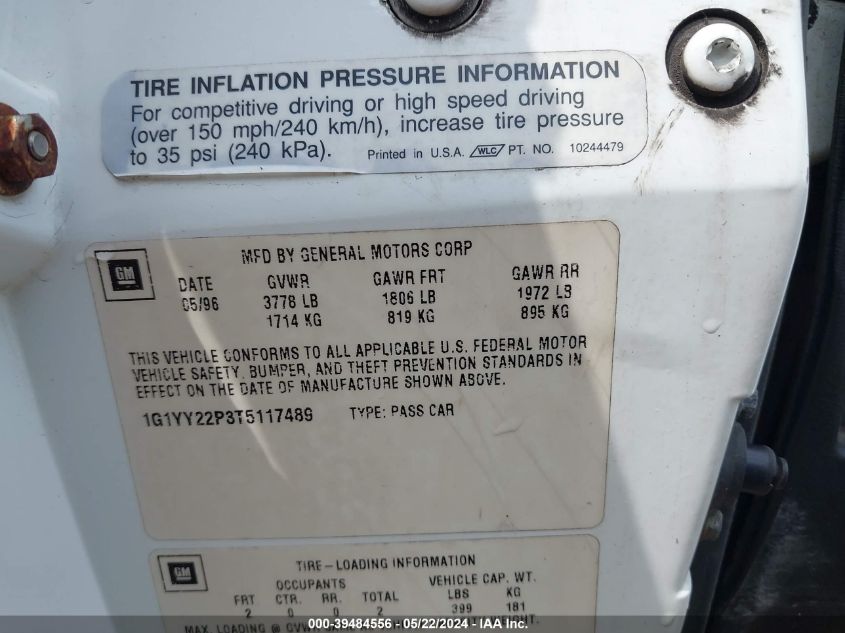 TIRE INFLATION PRESSURE INFORMATION
For competitive driving or high speed driving
(over 150 mph/240 km/h), increase tire pressure
to 35 psi (240 kPa). Printed in U.S.A. WLC PT. NO. 10244479
GM
MFD BY GENERAL MOTORS CORP
DATE GVWR GAWR FRT GAWR RR
05/96 3778 LB 1806 LB 1972 LB
1714 KG 819 KG 895 KG
THIS VEHICLE CONFORMS TO ALL APPLICABLE U.S. FEDERAL MOTOR
VEHICLE SAFETY, BUMPER, AND THEFT PREVENTION STANDARDS IN
EFFECT ON THE DATE OF MANUFACTURE SHOWN ABOVE.
1G1YY22P3T5117489 TYPE: PASS CAR
GM
TIRE-LOADING INFORMATION
OCCUPANTS VEHICLE CAP. WT.
FRT CTR. RR. TOTAL LBS KG
2 0 0 2 399 181
MAX. LOADING @ GVWR
000-39484556 - 05/22/2024 - IAA Inc.